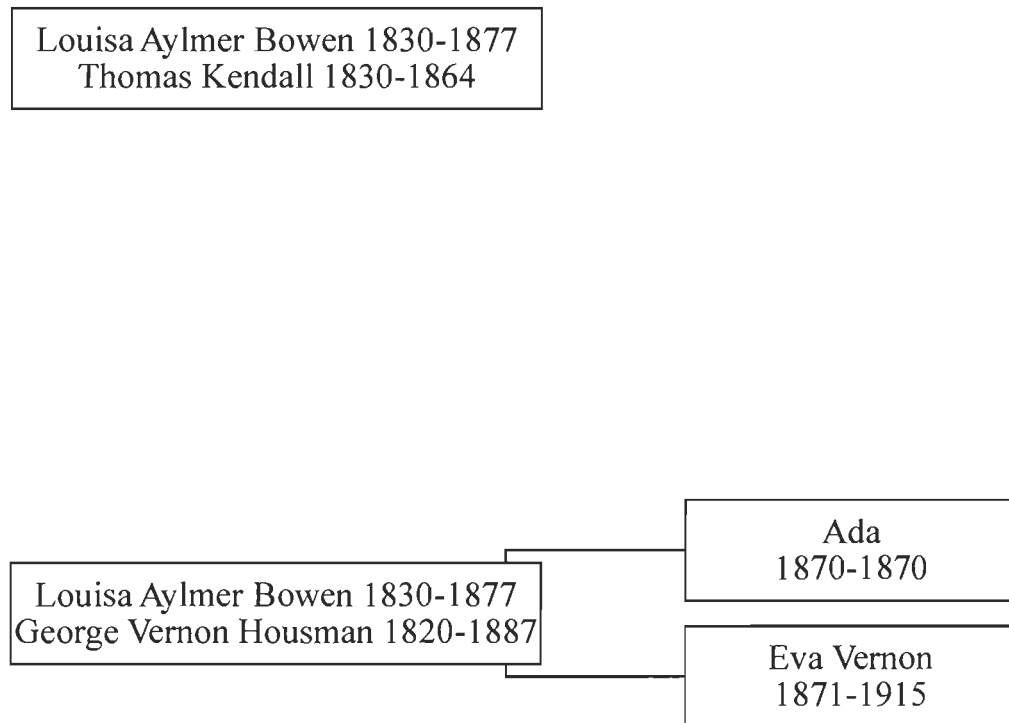 Louisa Aylmer Bowen 1830-1877
Thomas Kendall 1830-1864
Ada
1870-1870
Louisa Aylmer Bowen 1830-1877
George Vernon Housman 1820-1887
Eva Vernon
1871-1915